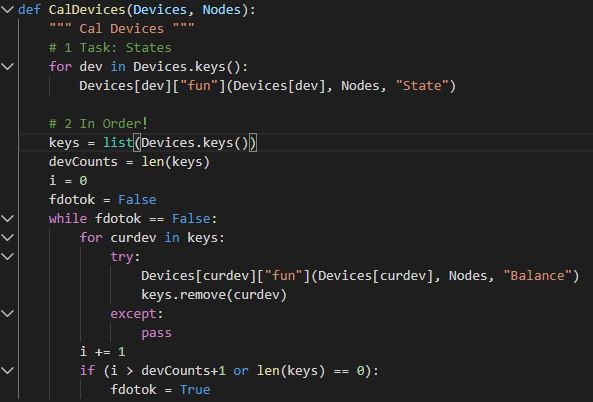 def CalDevices(Devices, Nodes):
    """ Cal Devices """
    # 1 Task: States
    for dev in Devices.keys():
        Devices[dev]["fun"](Devices[dev], Nodes, "State")

    # 2 In Order!
    keys = list(Devices.keys())
    devCounts = len(keys)
    i = 0
    fdotok = False
    while fdotok == False:
        for curdev in keys:
            try:
                Devices[curdev]["fun"](Devices[curdev], Nodes, "Balance")
                keys.remove(curdev)
            except:
                pass
        i += 1
        if (i > devCounts+1 or len(keys) == 0):
            fdotok = True